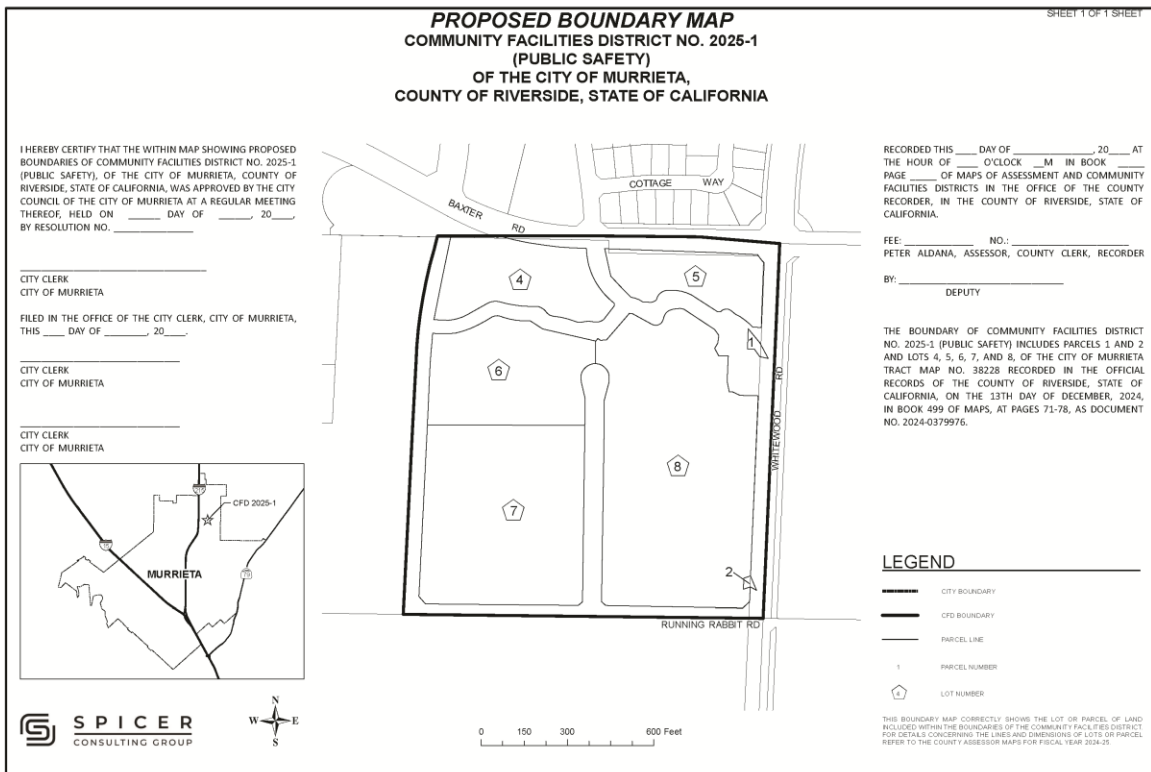 SHEET 1 OF 1 SHEET
PROPOSED BOUNDARY MAP
COMMUNITY FACILITIES DISTRICT NO. 2025-1
(PUBLIC SAFETY)
OF THE CITY OF MURRIETA,
COUNTY OF RIVERSIDE, STATE OF CALIFORNIA
I HEREBY CERTIFY THAT THE WITHIN MAP SHOWING PROPOSED
BOUNDARIES OF COMMUNITY FACILITIES DISTRICT NO. 2025-1
(PUBLIC SAFETY), OF THE CITY OF MURRIETA, COUNTY OF
RIVERSIDE, STATE OF CALIFORNIA, WAS APPROVED BY THE CITY
COUNCIL OF THE CITY OF MURRIETA AT A REGULAR MEETING
THEREOF, HELD ON ______ DAY OF ______, 20____,
BY RESOLUTION NO. ______________
CITY CLERK
CITY OF MURRIETA
FILED IN THE OFFICE OF THE CITY CLERK, CITY OF MURRIETA,
THIS ____ DAY OF ________, 20____.
CITY CLERK
CITY OF MURRIETA
CITY CLERK
CITY OF MURRIETA
COTTAGE WAY
BAXTER
RD
4
5
1
6
WHITEWOOD RD
8
7
2
RUNNING RABBIT RD
RECORDED THIS ____ DAY OF ______________, 20____ AT
THE HOUR OF ____ O'CLOCK __M IN BOOK _____
PAGE _____ OF MAPS OF ASSESSMENT AND COMMUNITY
FACILITIES DISTRICTS IN THE OFFICE OF THE COUNTY
RECORDER, IN THE COUNTY OF RIVERSIDE, STATE OF
CALIFORNIA.
FEE: ____________ NO.: ____________________
PETER ALDANA, ASSESSOR, COUNTY CLERK, RECORDER
BY: _____________________________
DEPUTY
THE BOUNDARY OF COMMUNITY FACILITIES DISTRICT
NO. 2025-1 (PUBLIC SAFETY) INCLUDES PARCELS 1 AND 2
AND LOTS 4, 5, 6, 7, AND 8, OF THE CITY OF MURRIETA
TRACT MAP NO. 38228 RECORDED IN THE OFFICIAL
RECORDS OF THE COUNTY OF RIVERSIDE, STATE OF
CALIFORNIA, ON THE 13TH DAY OF DECEMBER, 2024,
IN BOOK 499 OF MAPS, AT PAGES 71-78, AS DOCUMENT
NO. 2024-0379976.
215
CFD 2025-1
15
MURRIETA
79
LEGEND
CITY BOUNDARY
CFD BOUNDARY
PARCEL LINE
1 PARCEL NUMBER
4 LOT NUMBER
THIS BOUNDARY MAP CORRECTLY SHOWS THE LOT OR PARCEL OF LAND
INCLUDED WITHIN THE BOUNDARIES OF THE COMMUNITY FACILITIES DISTRICT.
FOR DETAILS CONCERNING THE LINES AND DIMENSIONS OF LOTS OR PARCEL
REFER TO THE COUNTY ASSESSOR MAPS FOR FISCAL YEAR 2024-25
SPICER
CONSULTING GROUP
N
W E
S
0 150 300 600 Feet